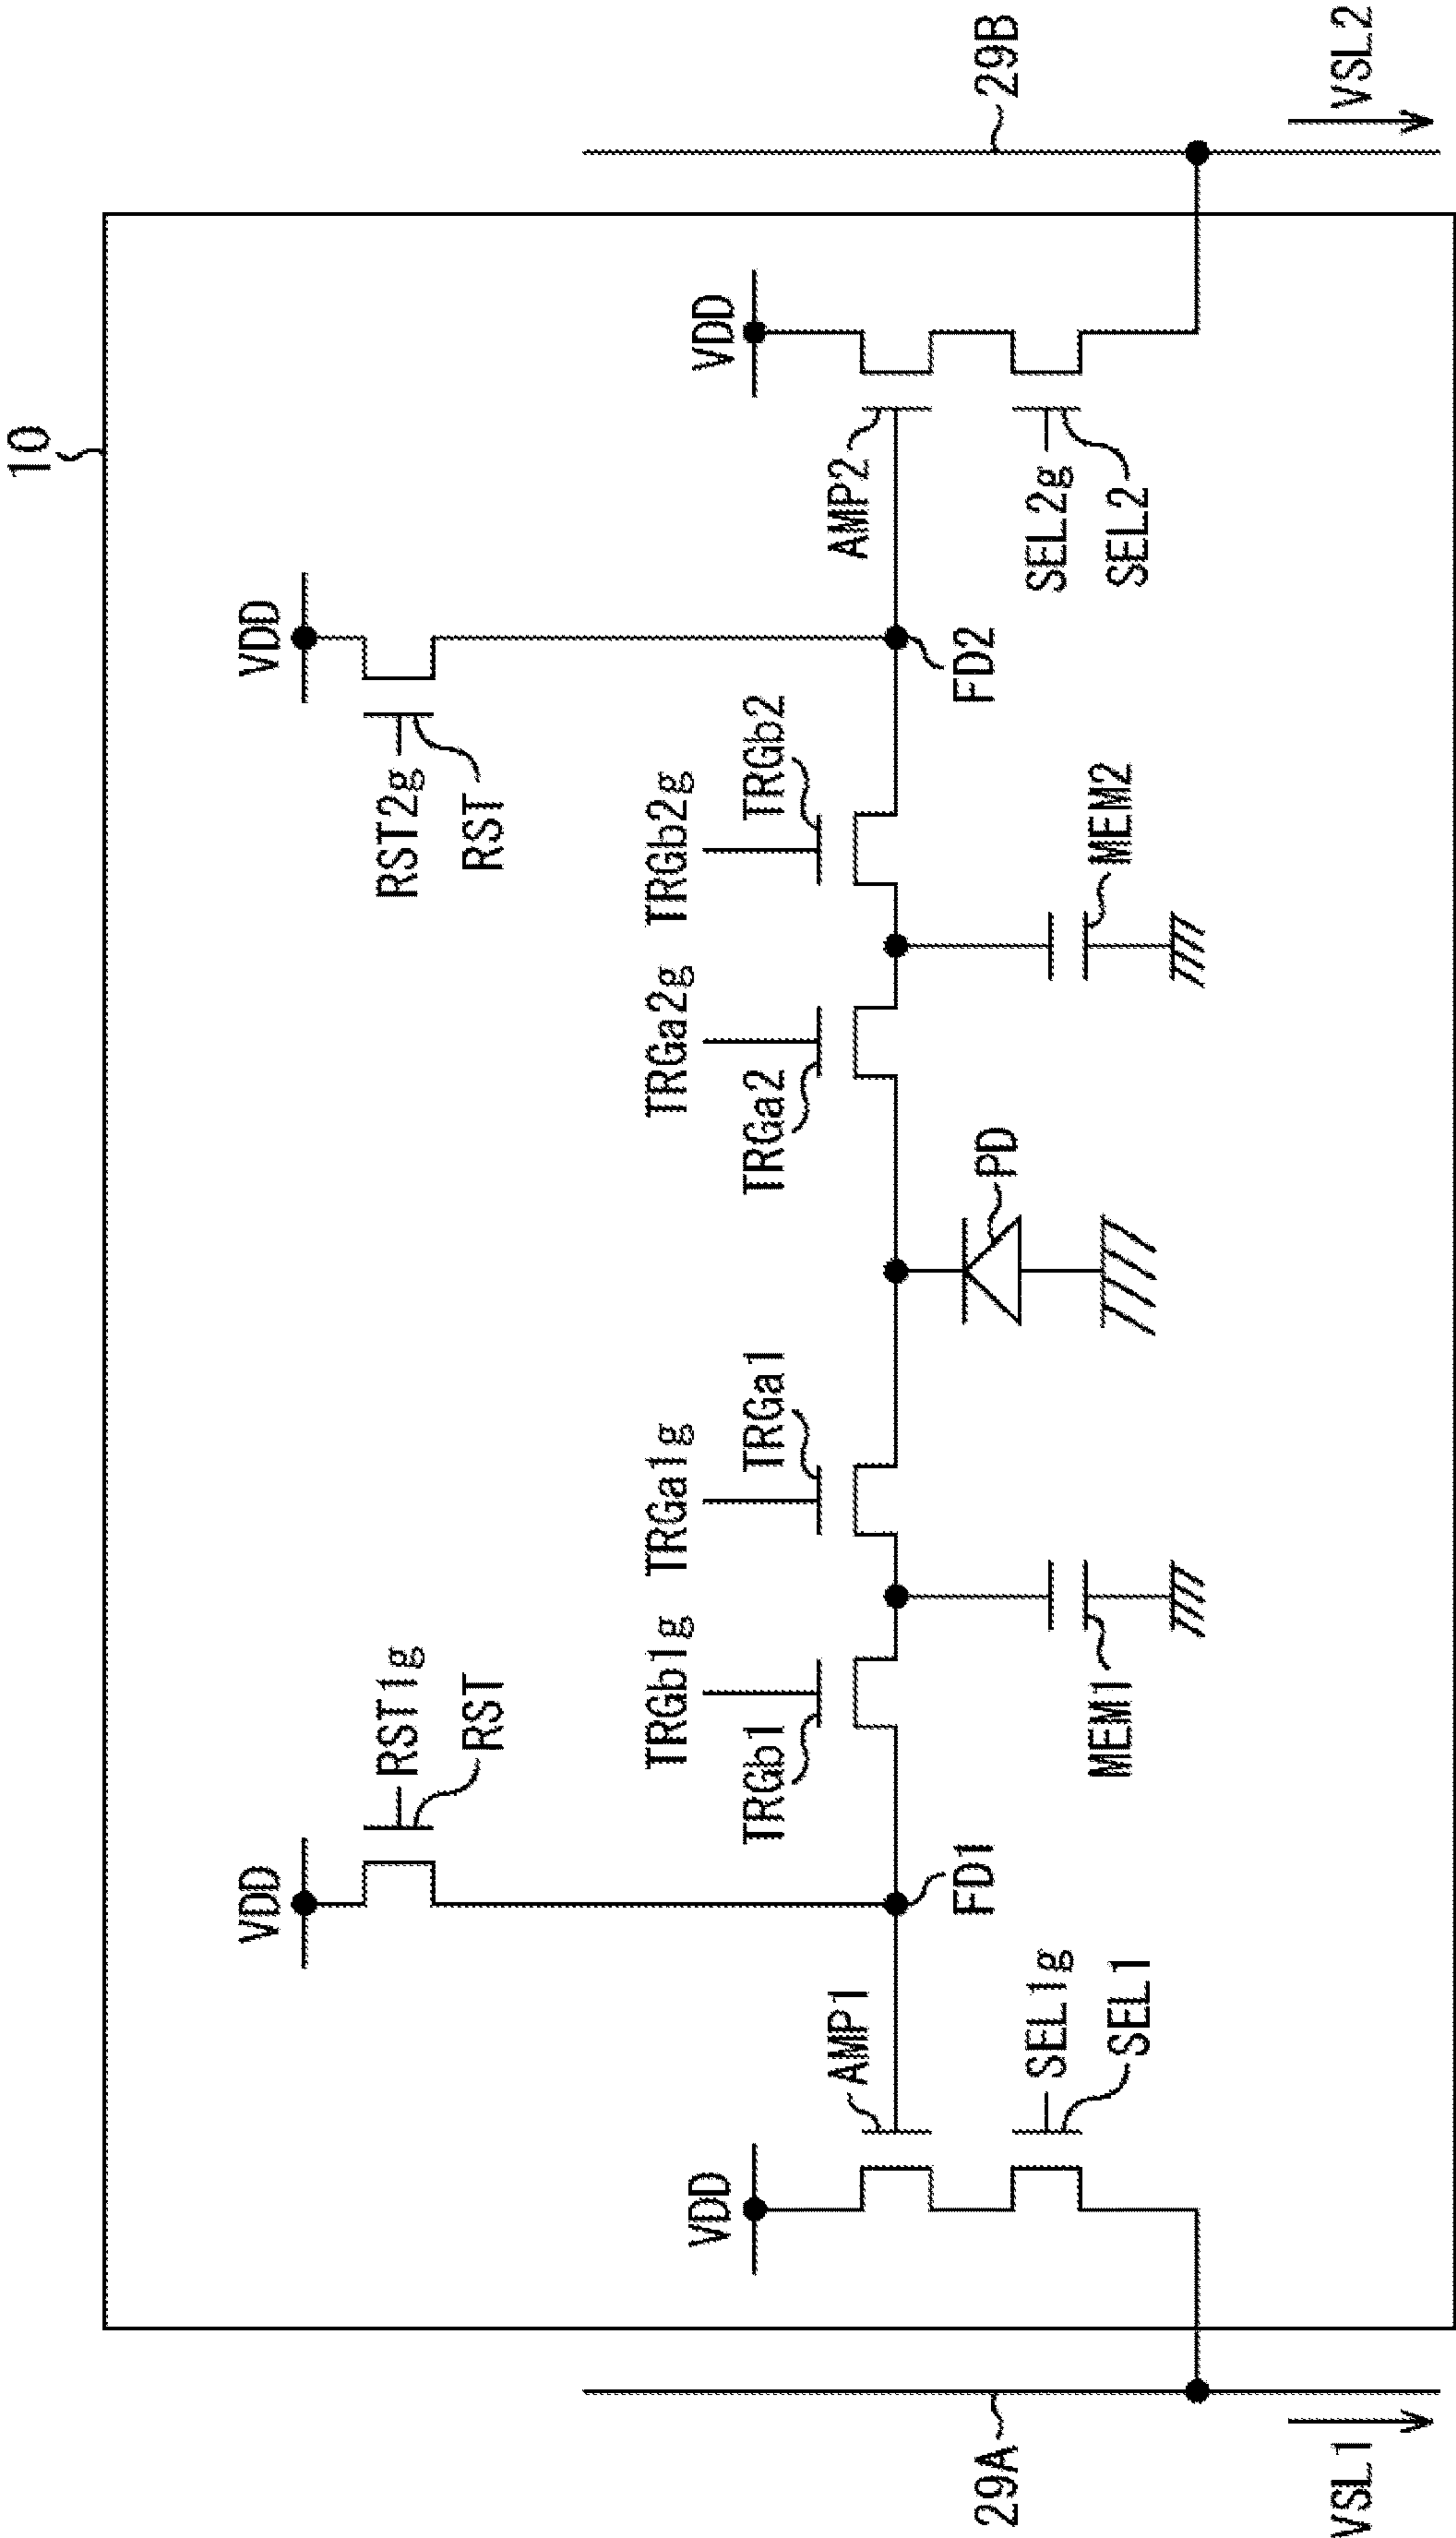 10
VDD
VDD
RST1g
RST
RST2g
RST
TRGb1g
TRGa1g
TRGa2g
TRGb2g
VDD
VDD
TRGb1
TRGa1
TRGa2
TRGb2
AMP1
AMP2
FD1
PD
FD2
29A
29B
SEL1g
SEL1
MEM1
MEM2
SEL2g
SEL2
VSL1
VSL2